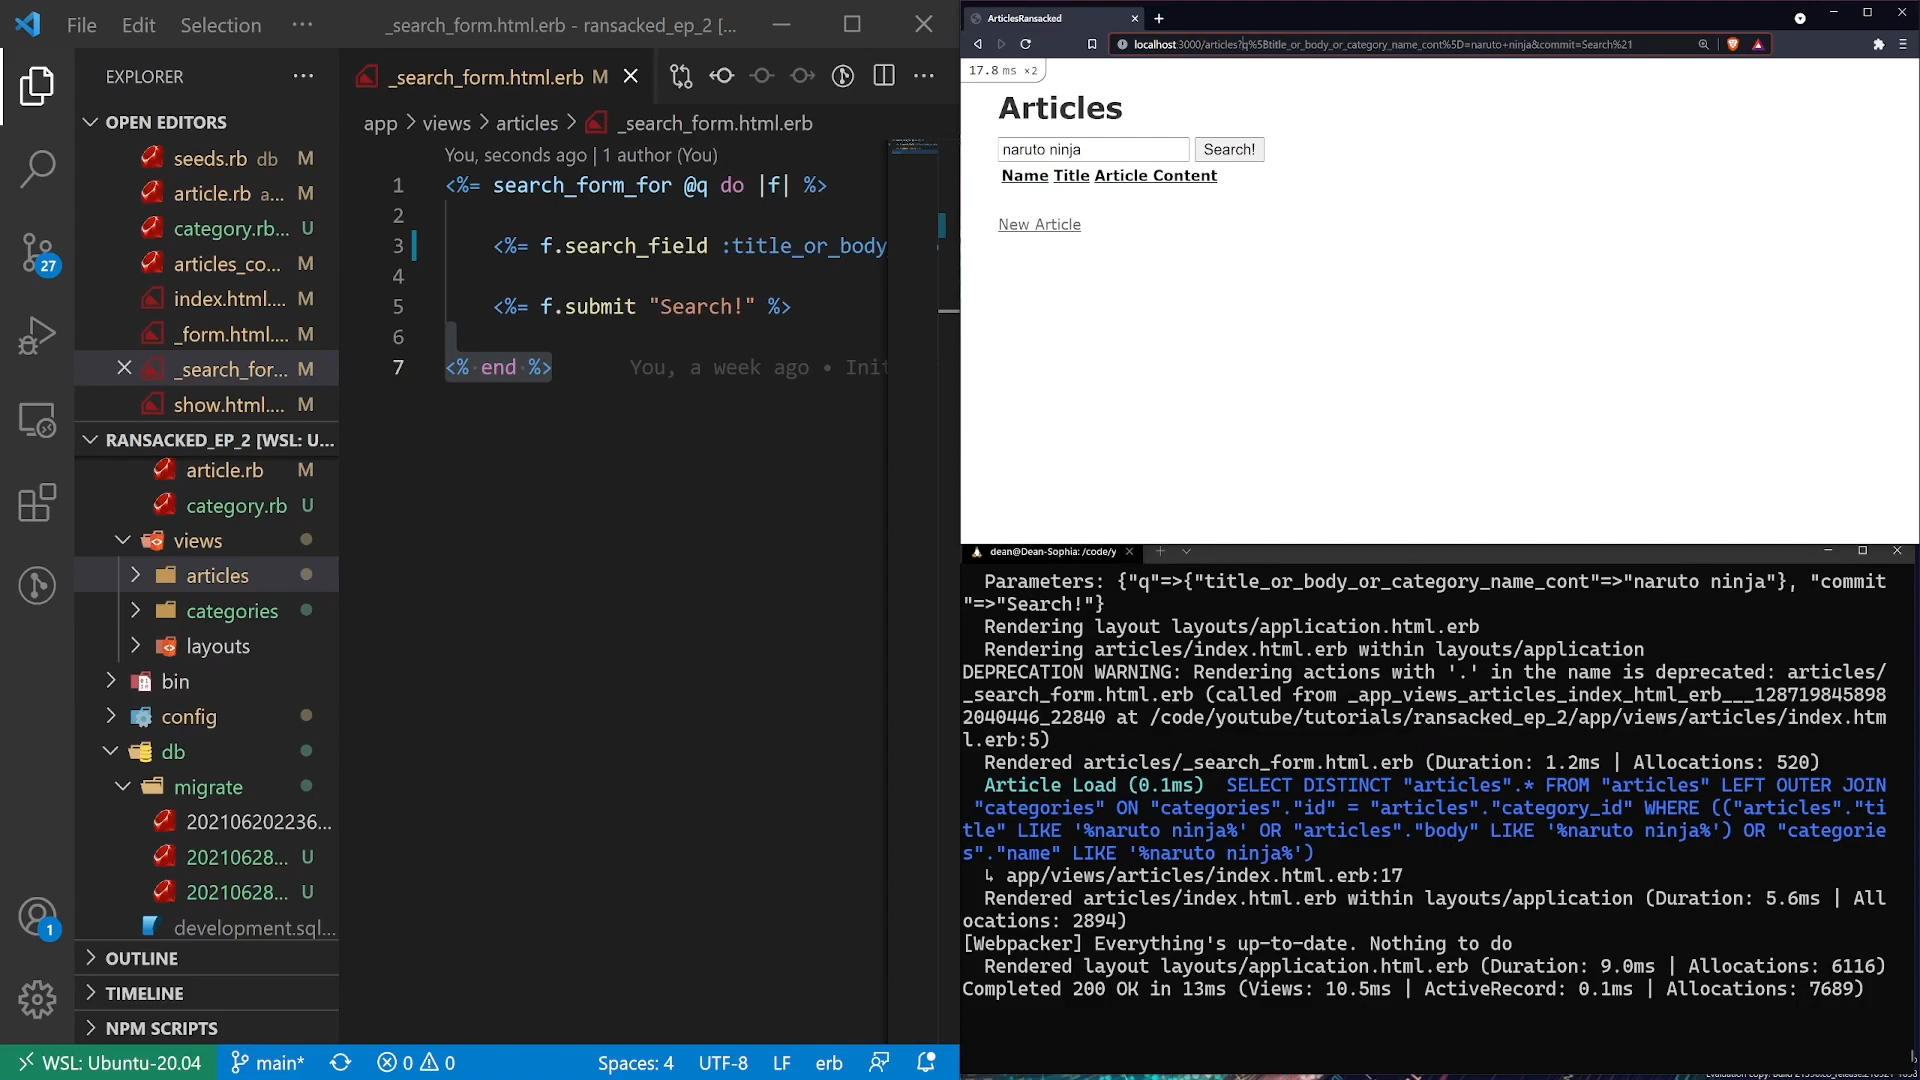 File Edit Selection ··· _search_form.html.erb - ransacked_ep_2 [...
EXPLORER ···
OPEN EDITORS
seeds.rb db M
article.rb a... M
category.rb... U
articles_co... M
index.html.... M
_form.html.... M
_search_for... M
show.html.... M
RANSACKED_EP_2 [WSL: U...
article.rb M
category.rb U
views
articles
categories
layouts
bin
config
db
migrate
202106202236...
20210628... U
20210628... U
development.sql...
OUTLINE
TIMELINE
NPM SCRIPTS
27
1
_search_form.html.erb M
app > views > articles > _search_form.html.erb
You, seconds ago | 1 author (You)
1 <%= search_form_for @q do |f| %>
2
3 <%= f.search_field :title_or_body_
4
5 <%= f.submit "Search!" %>
6
7 <% end %> You, a week ago • Init
WSL: Ubuntu-20.04 main* 0 0 Spaces: 4 UTF-8 LF erb
ArticlesRansacked
localhost:3000/articles?q%5Btitle_or_body_or_category_name_cont%5D=naruto+ninja&commit=Search%21
17.8 ms ×2
Articles
naruto ninja Search!
Name Title Article Content
New Article
dean@Dean-Sophia: /code/y
Parameters: {"q"=>{"title_or_body_or_category_name_cont"=>"naruto ninja"}, "commit
"=>"Search!"}
Rendering layout layouts/application.html.erb
Rendering articles/index.html.erb within layouts/application
DEPRECATION WARNING: Rendering actions with '.' in the name is deprecated: articles/
_search_form.html.erb (called from _app_views_articles_index_html_erb___128719845898
2040446_22840 at /code/youtube/tutorials/ransacked_ep_2/app/views/articles/index.htm
l.erb:5)
Rendered articles/_search_form.html.erb (Duration: 1.2ms | Allocations: 520)
Article Load (0.1ms) SELECT DISTINCT "articles".* FROM "articles" LEFT OUTER JOIN
"categories" ON "categories"."id" = "articles"."category_id" WHERE (("articles"."ti
tle" LIKE '%naruto ninja%' OR "articles"."body" LIKE '%naruto ninja%') OR "categorie
s"."name" LIKE '%naruto ninja%')
↳ app/views/articles/index.html.erb:17
Rendered articles/index.html.erb within layouts/application (Duration: 5.6ms | All
ocations: 2894)
[Webpacker] Everything's up-to-date. Nothing to do
Rendered layout layouts/application.html.erb (Duration: 9.0ms | Allocations: 6116)
Completed 200 OK in 13ms (Views: 10.5ms | ActiveRecord: 0.1ms | Allocations: 7689)